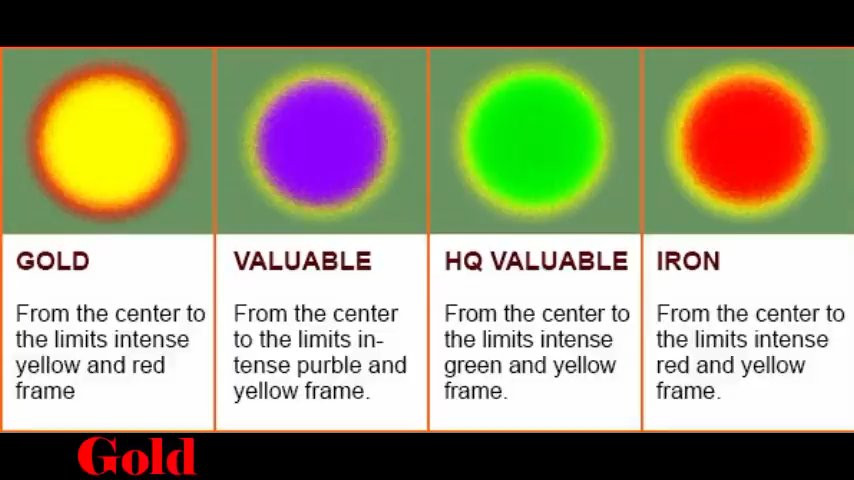 GOLD
From the center to
the limits intense
yellow and red
frame
VALUABLE
From the center
to the limits in-
tense purble and
yellow frame.
HQ VALUABLE
From the center to
the limits intense
green and yellow
frame.
IRON
From the center to
the limits intense
red and yellow
frame.
Gold